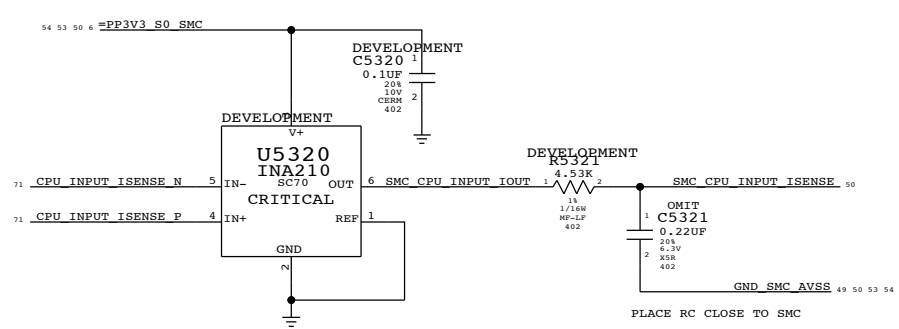 54 53 50 6 =PP3V3_S0_SMC
DEVELOPMENT
C5320 1
0.1UF
20%
10V 2
CERM
402
DEVELOPMENT
V+
U5320
INA210
SC70
CRITICAL
71 CPU_INPUT_ISENSE_N 5 IN-
OUT 6 SMC_CPU_INPUT_IOUT
71 CPU_INPUT_ISENSE_P 4 IN+
REF 1
GND
2
DEVELOPMENT
R5321
4.53K
1 2
1%
1/16W
MF-LF
402
SMC_CPU_INPUT_ISENSE 50
OMIT
1 C5321
0.22UF
20%
6.3V
2 X5R
402
GND_SMC_AVSS 49 50 53 54
PLACE RC CLOSE TO SMC